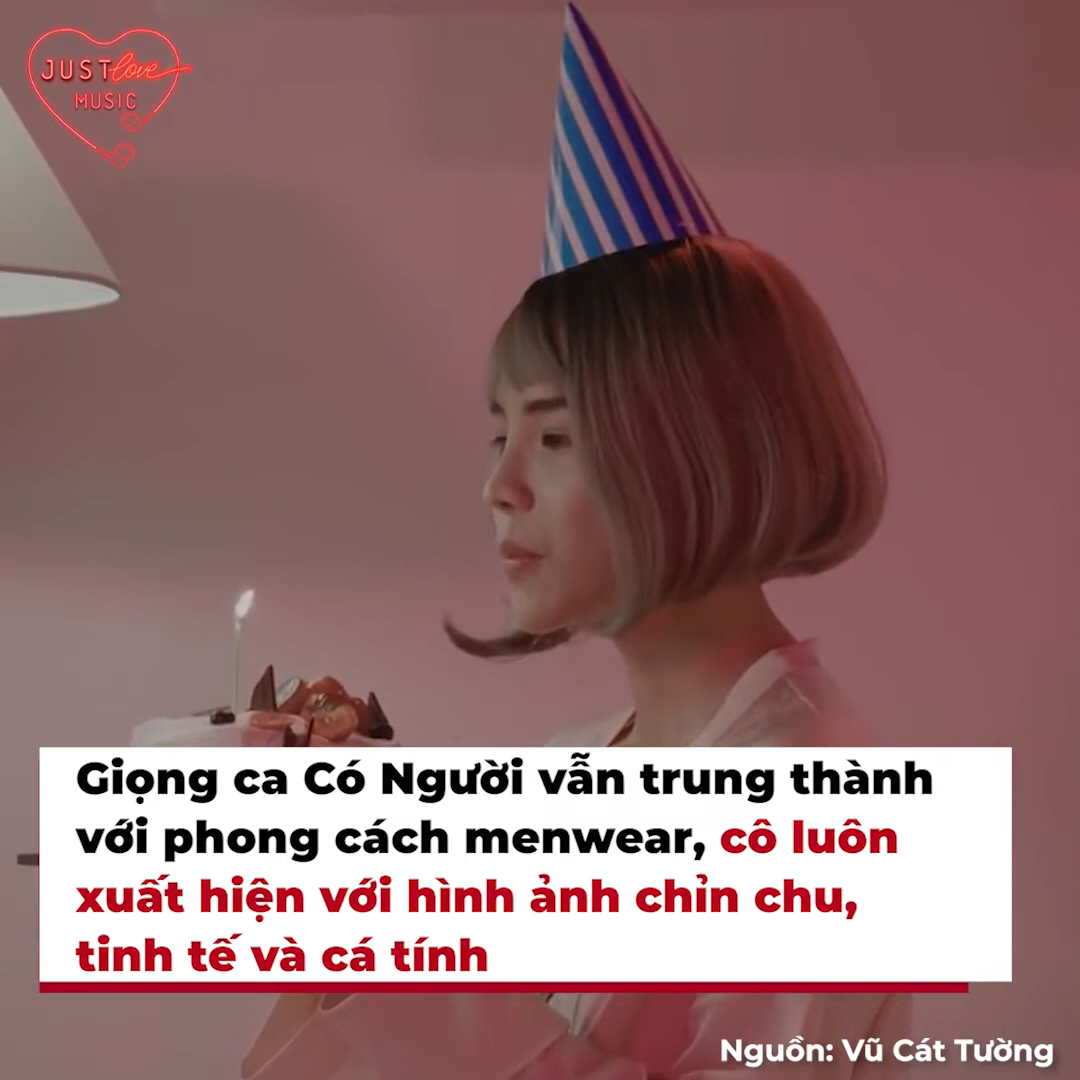 JUST love
MUSIC
Giọng ca Có Người vẫn trung thành
với phong cách menwear, cô luôn
xuất hiện với hình ảnh chỉn chu,
tinh tế và cá tính
Nguồn: Vũ Cát Tường